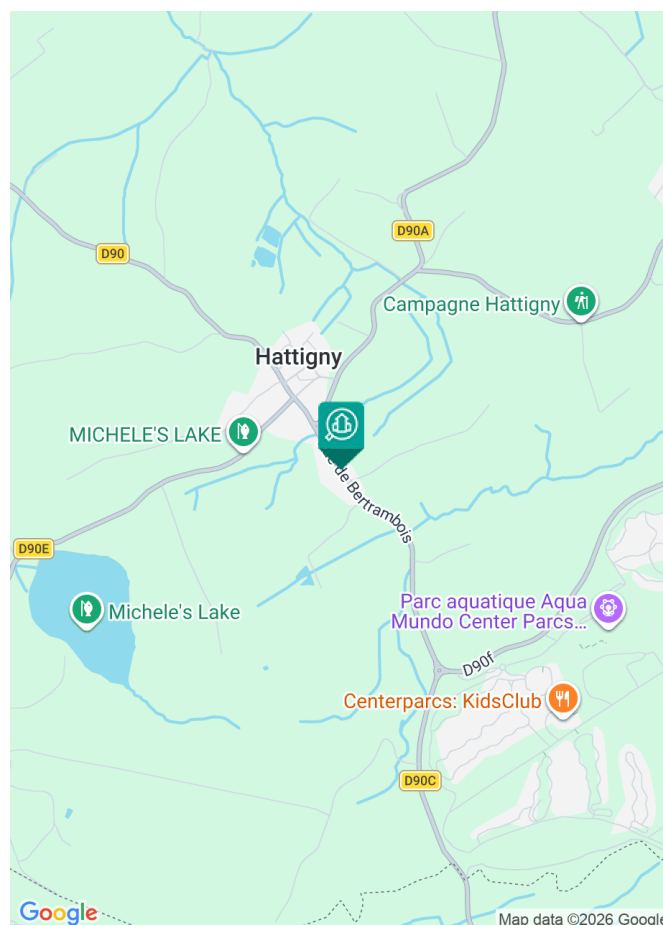 D90A
D90
Campagne Hattigny
Hattigny
MICHELE'S LAKE
de Bertrambois
D90E
Michele's Lake
Parc aquatique Aqua
Mundo Center Parcs...
D90f
Centerparcs: KidsClub
D90C
Google
Map data ©2026 Google